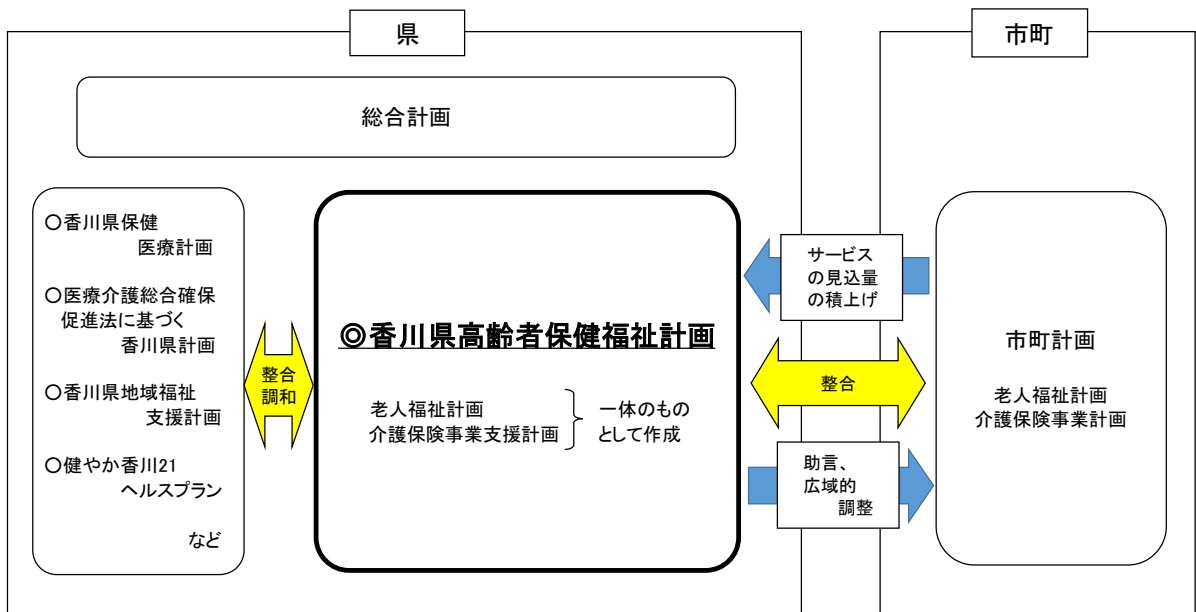 県
総合計画
〇香川県保健
医療計画
〇医療介護総合確保
促進法に基づく
香川県計画
〇香川県地域福祉
支援計画
〇健やか香川21
ヘルスプラン
など
整合
調和
◎香川県高齢者保健福祉計画
老人福祉計画
介護保険事業支援計画
一体のもの
として作成
サービス
の見込量
の積上げ
整合
助言、
広域的
調整
市町
市町計画
老人福祉計画
介護保険事業計画